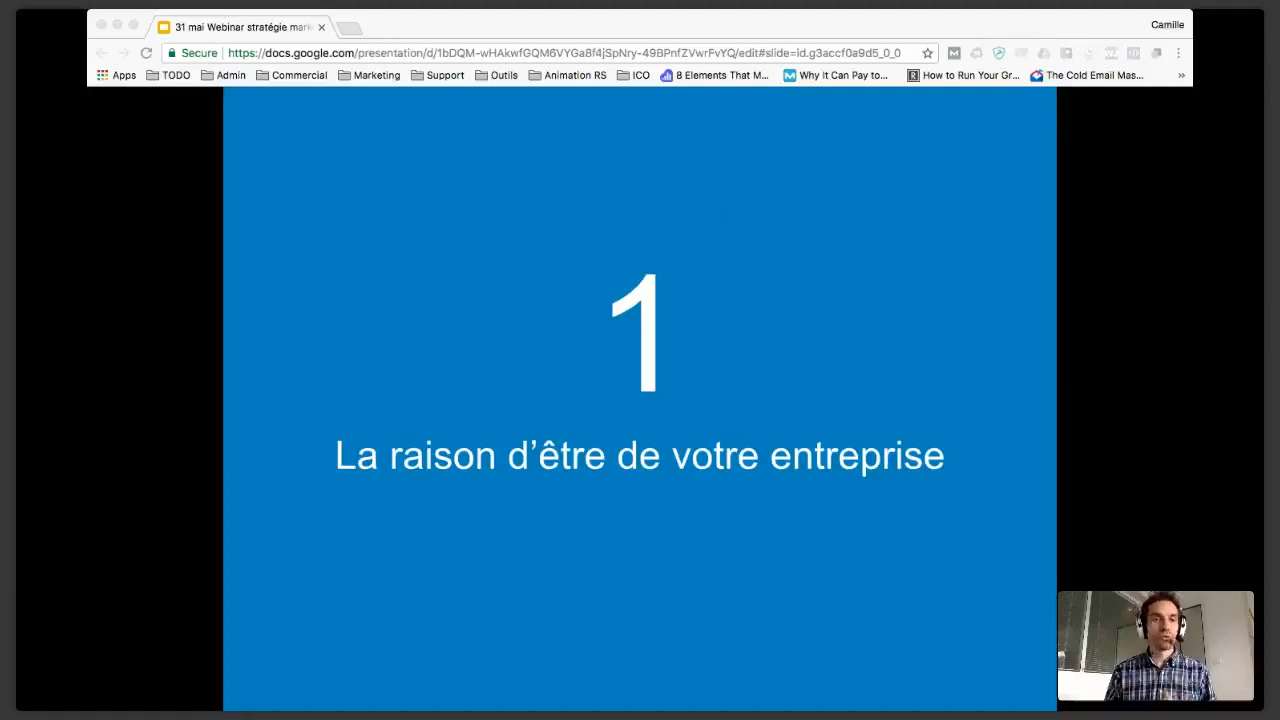 31 mai Webinar stratégie mark
Camille
Secure
https://docs.google.com/presentation/d/1bDQM-wHAkwfGQM6VYGa8f4jSpNry-49BPnfZVwrFvYQ/edit#slide=id.g3accf0a9d5_0_0
Apps TODO Admin Commercial Marketing Support Outils Animation RS ICO 8 Elements That M... Why it Can Pay to... How to Run Your Gr... The Cold Email Mas... »
1
La raison d’être de votre entreprise